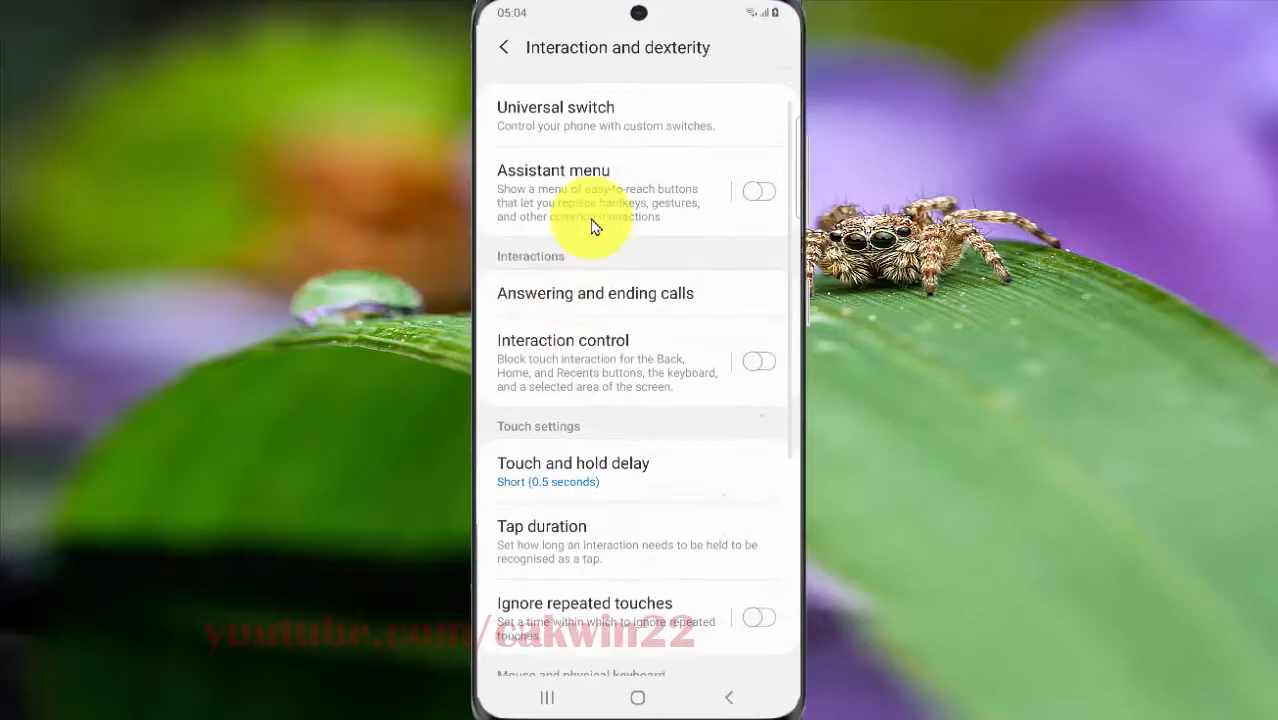 05:04
Interaction and dexterity
Universal switch
Control your phone with custom switches.
Assistant menu
Show a menu of easy-to-reach buttons
that let you replace hardkeys, gestures,
and other common interactions
Interactions
Answering and ending calls
Interaction control
Block touch interaction for the Back,
Home, and Recents buttons, the keyboard,
and a selected area of the screen.
Touch settings
Touch and hold delay
Short (0.5 seconds)
Tap duration
Set how long an interaction needs to be held to be
recognised as a tap.
Ignore repeated touches
Set a time within which to ignore repeated
touches.
youtube.com/cakwin22
Mouse and physical keyboard